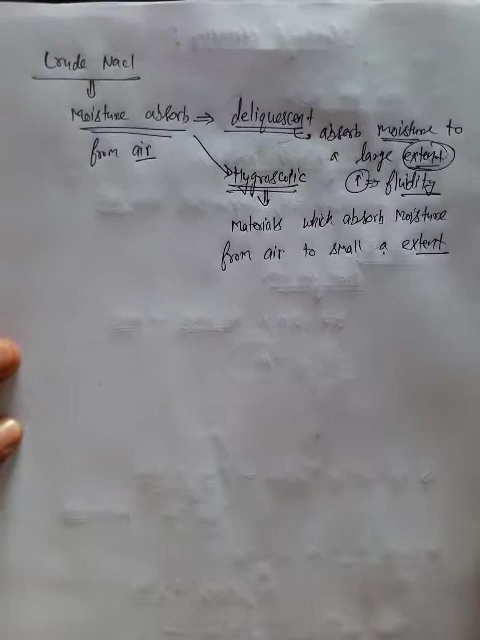 Crude Nacl
⇓
Moisture absorb ⇒ deliquescent
from air
↳ absorb moisture to
a large extent
↑ ⇒ fluidity
Hygroscopic
⇓
Materials which absorb Moisture
from air to small a extent